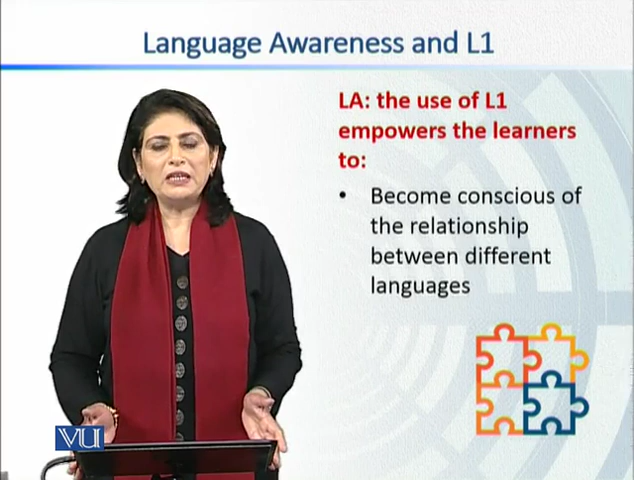 Language Awareness and L1
LA: the use of L1
empowers the learners
to:
• Become conscious of
the relationship
between different
languages
VU